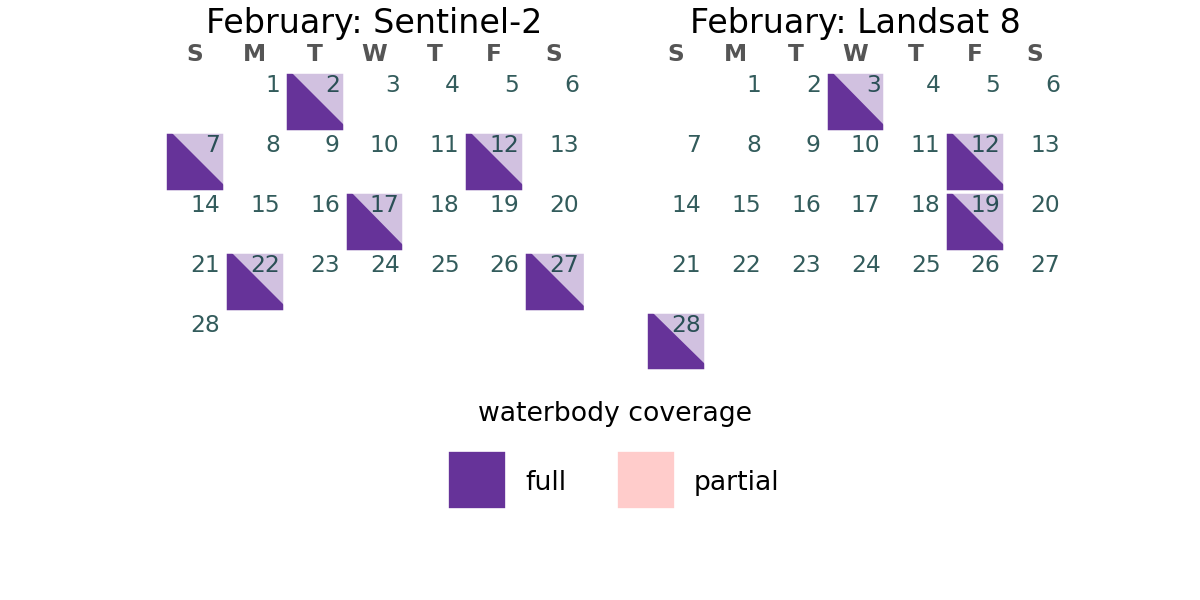 February: Sentinel-2
S M T W T F S
1 2 3 4 5 6
7 8 9 10 11 12 13
14 15 16 17 18 19 20
21 22 23 24 25 26 27
28
February: Landsat 8
S M T W T F S
1 2 3 4 5 6
7 8 9 10 11 12 13
14 15 16 17 18 19 20
21 22 23 24 25 26 27
28
waterbody coverage
full partial